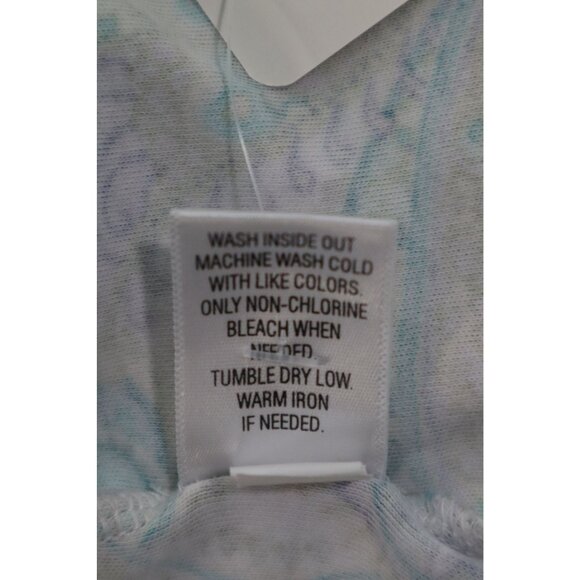 WASH INSIDE OUT
MACHINE WASH COLD
WITH LIKE COLORS.
ONLY NON-CHLORINE
BLEACH WHEN
NEEDED.
TUMBLE DRY LOW.
WARM IRON
IF NEEDED.